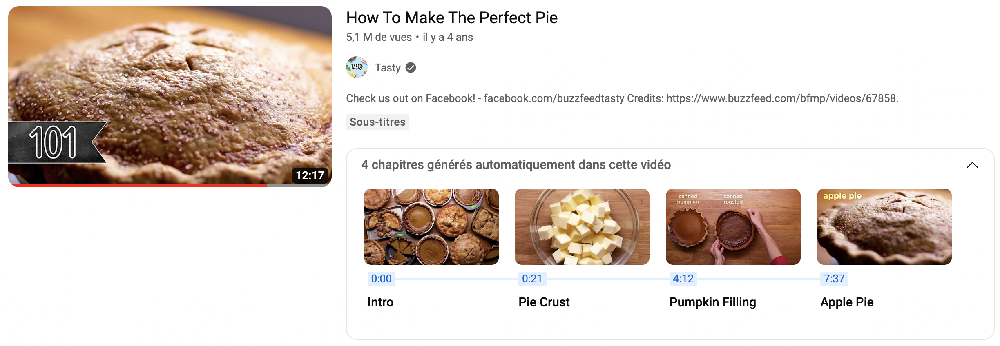 101
12:17
How To Make The Perfect Pie
5,1 M de vues • il y a 4 ans
TASTY
Tasty
Check us out on Facebook! - facebook.com/buzzfeedtasty Credits: https://www.buzzfeed.com/bfmp/videos/67858.
Sous-titres
4 chapitres générés automatiquement dans cette vidéo
canned
pumpkin
canned
roasted
apple pie
0:00
0:21
4:12
7:37
Intro
Pie Crust
Pumpkin Filling
Apple Pie